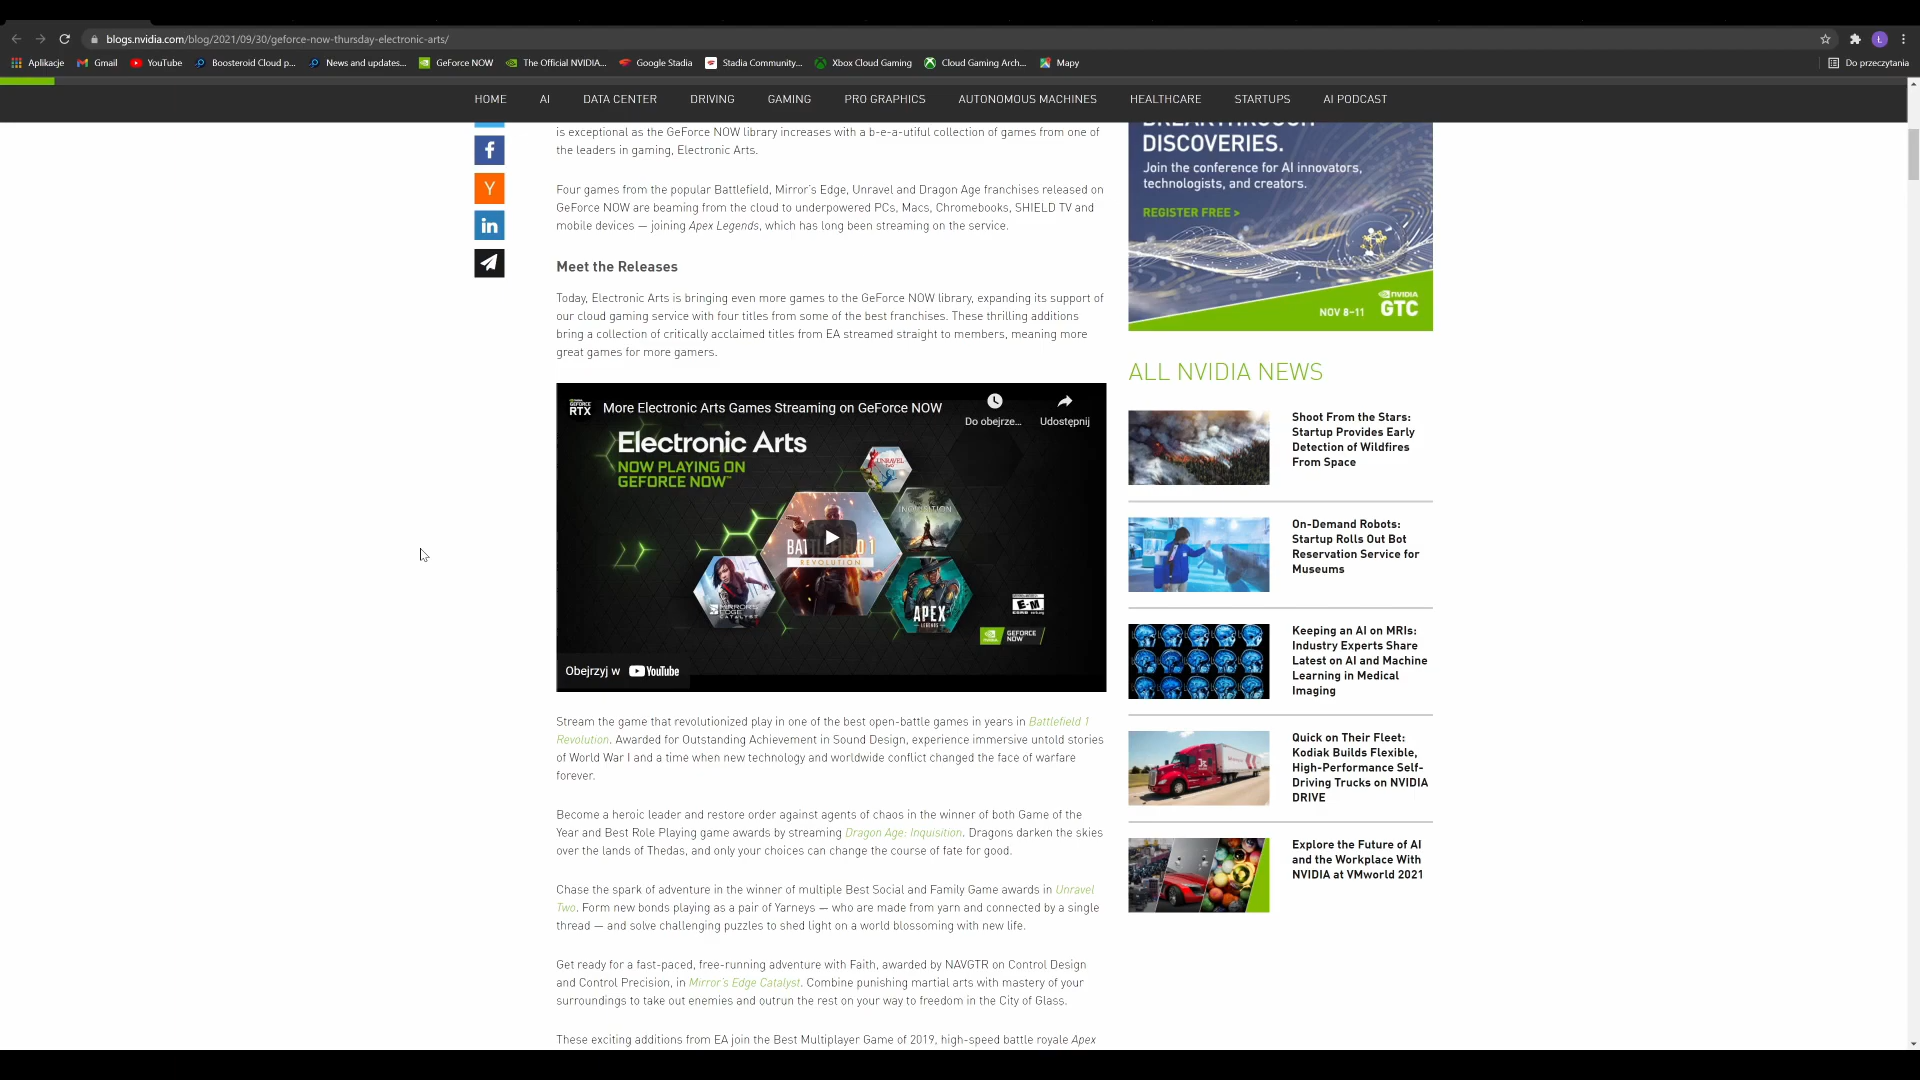 blogs.nvidia.com/blog/2021/09/30/geforce-now-thursday-electronic-arts/
Aplikacje
Gmail
YouTube
Boosteroid Cloud p...
News and updates...
GeForce NOW
The Official NVIDIA...
Google Stadia
Stadia Community...
Xbox Cloud Gaming
Cloud Gaming Arch...
Mapy
Do przeczytania
HOME
AI
DATA CENTER
DRIVING
GAMING
PRO GRAPHICS
AUTONOMOUS MACHINES
HEALTHCARE
STARTUPS
AI PODCAST
is exceptional as the GeForce NOW library increases with a b-e-a-utiful collection of games from one of
the leaders in gaming, Electronic Arts.
Four games from the popular Battlefield, Mirror's Edge, Unravel and Dragon Age franchises released on
GeForce NOW are beaming from the cloud to underpowered PCs, Macs, Chromebooks, SHIELD TV and
mobile devices — joining Apex Legends, which has long been streaming on the service.
Meet the Releases
Today, Electronic Arts is bringing even more games to the GeForce NOW library, expanding its support of
our cloud gaming service with four titles from some of the best franchises. These thrilling additions
bring a collection of critically acclaimed titles from EA streamed straight to members, meaning more
great games for more gamers.
GEFORCE
RTX
More Electronic Arts Games Streaming on GeForce NOW
Do obejrze...
Udostępnij
Electronic Arts
NOW PLAYING ON
GEFORCE NOW™
UNRAVEL
INQUISITION
BATTLEFIELD 1
REVOLUTION
MIRROR'S
EDGE
CATALYST
APEX
LEGENDS
E-M
GEFORCE
NOW
Obejrzyj w
YouTube
Stream the game that revolutionized play in one of the best open-battle games in years in Battlefield 1
Revolution. Awarded for Outstanding Achievement in Sound Design, experience immersive untold stories
of World War I and a time when new technology and worldwide conflict changed the face of warfare
forever.
Become a heroic leader and restore order against agents of chaos in the winner of both Game of the
Year and Best Role Playing game awards by streaming Dragon Age: Inquisition. Dragons darken the skies
over the lands of Thedas, and only your choices can change the course of fate for good.
Chase the spark of adventure in the winner of multiple Best Social and Family Game awards in Unravel
Two. Form new bonds playing as a pair of Yarneys — who are made from yarn and connected by a single
thread — and solve challenging puzzles to shed light on a world blossoming with new life.
Get ready for a fast-paced, free-running adventure with Faith, awarded by NAVGTR on Control Design
and Control Precision, in Mirror's Edge Catalyst. Combine punishing martial arts with mastery of your
surroundings to take out enemies and outrun the rest on your way to freedom in the City of Glass.
These exciting additions from EA join the Best Multiplayer Game of 2019, high-speed battle royale Apex
DISCOVERIES.
Join the conference for AI innovators,
technologists, and creators.
REGISTER FREE >
NOV 8-11
NVIDIA
GTC
ALL NVIDIA NEWS
Shoot From the Stars:
Startup Provides Early
Detection of Wildfires
From Space
On-Demand Robots:
Startup Rolls Out Bot
Reservation Service for
Museums
Keeping an AI on MRIs:
Industry Experts Share
Latest on AI and Machine
Learning in Medical
Imaging
Quick on Their Fleet:
Kodiak Builds Flexible,
High-Performance Self-
Driving Trucks on NVIDIA
DRIVE
Explore the Future of AI
and the Workplace With
NVIDIA at VMworld 2021